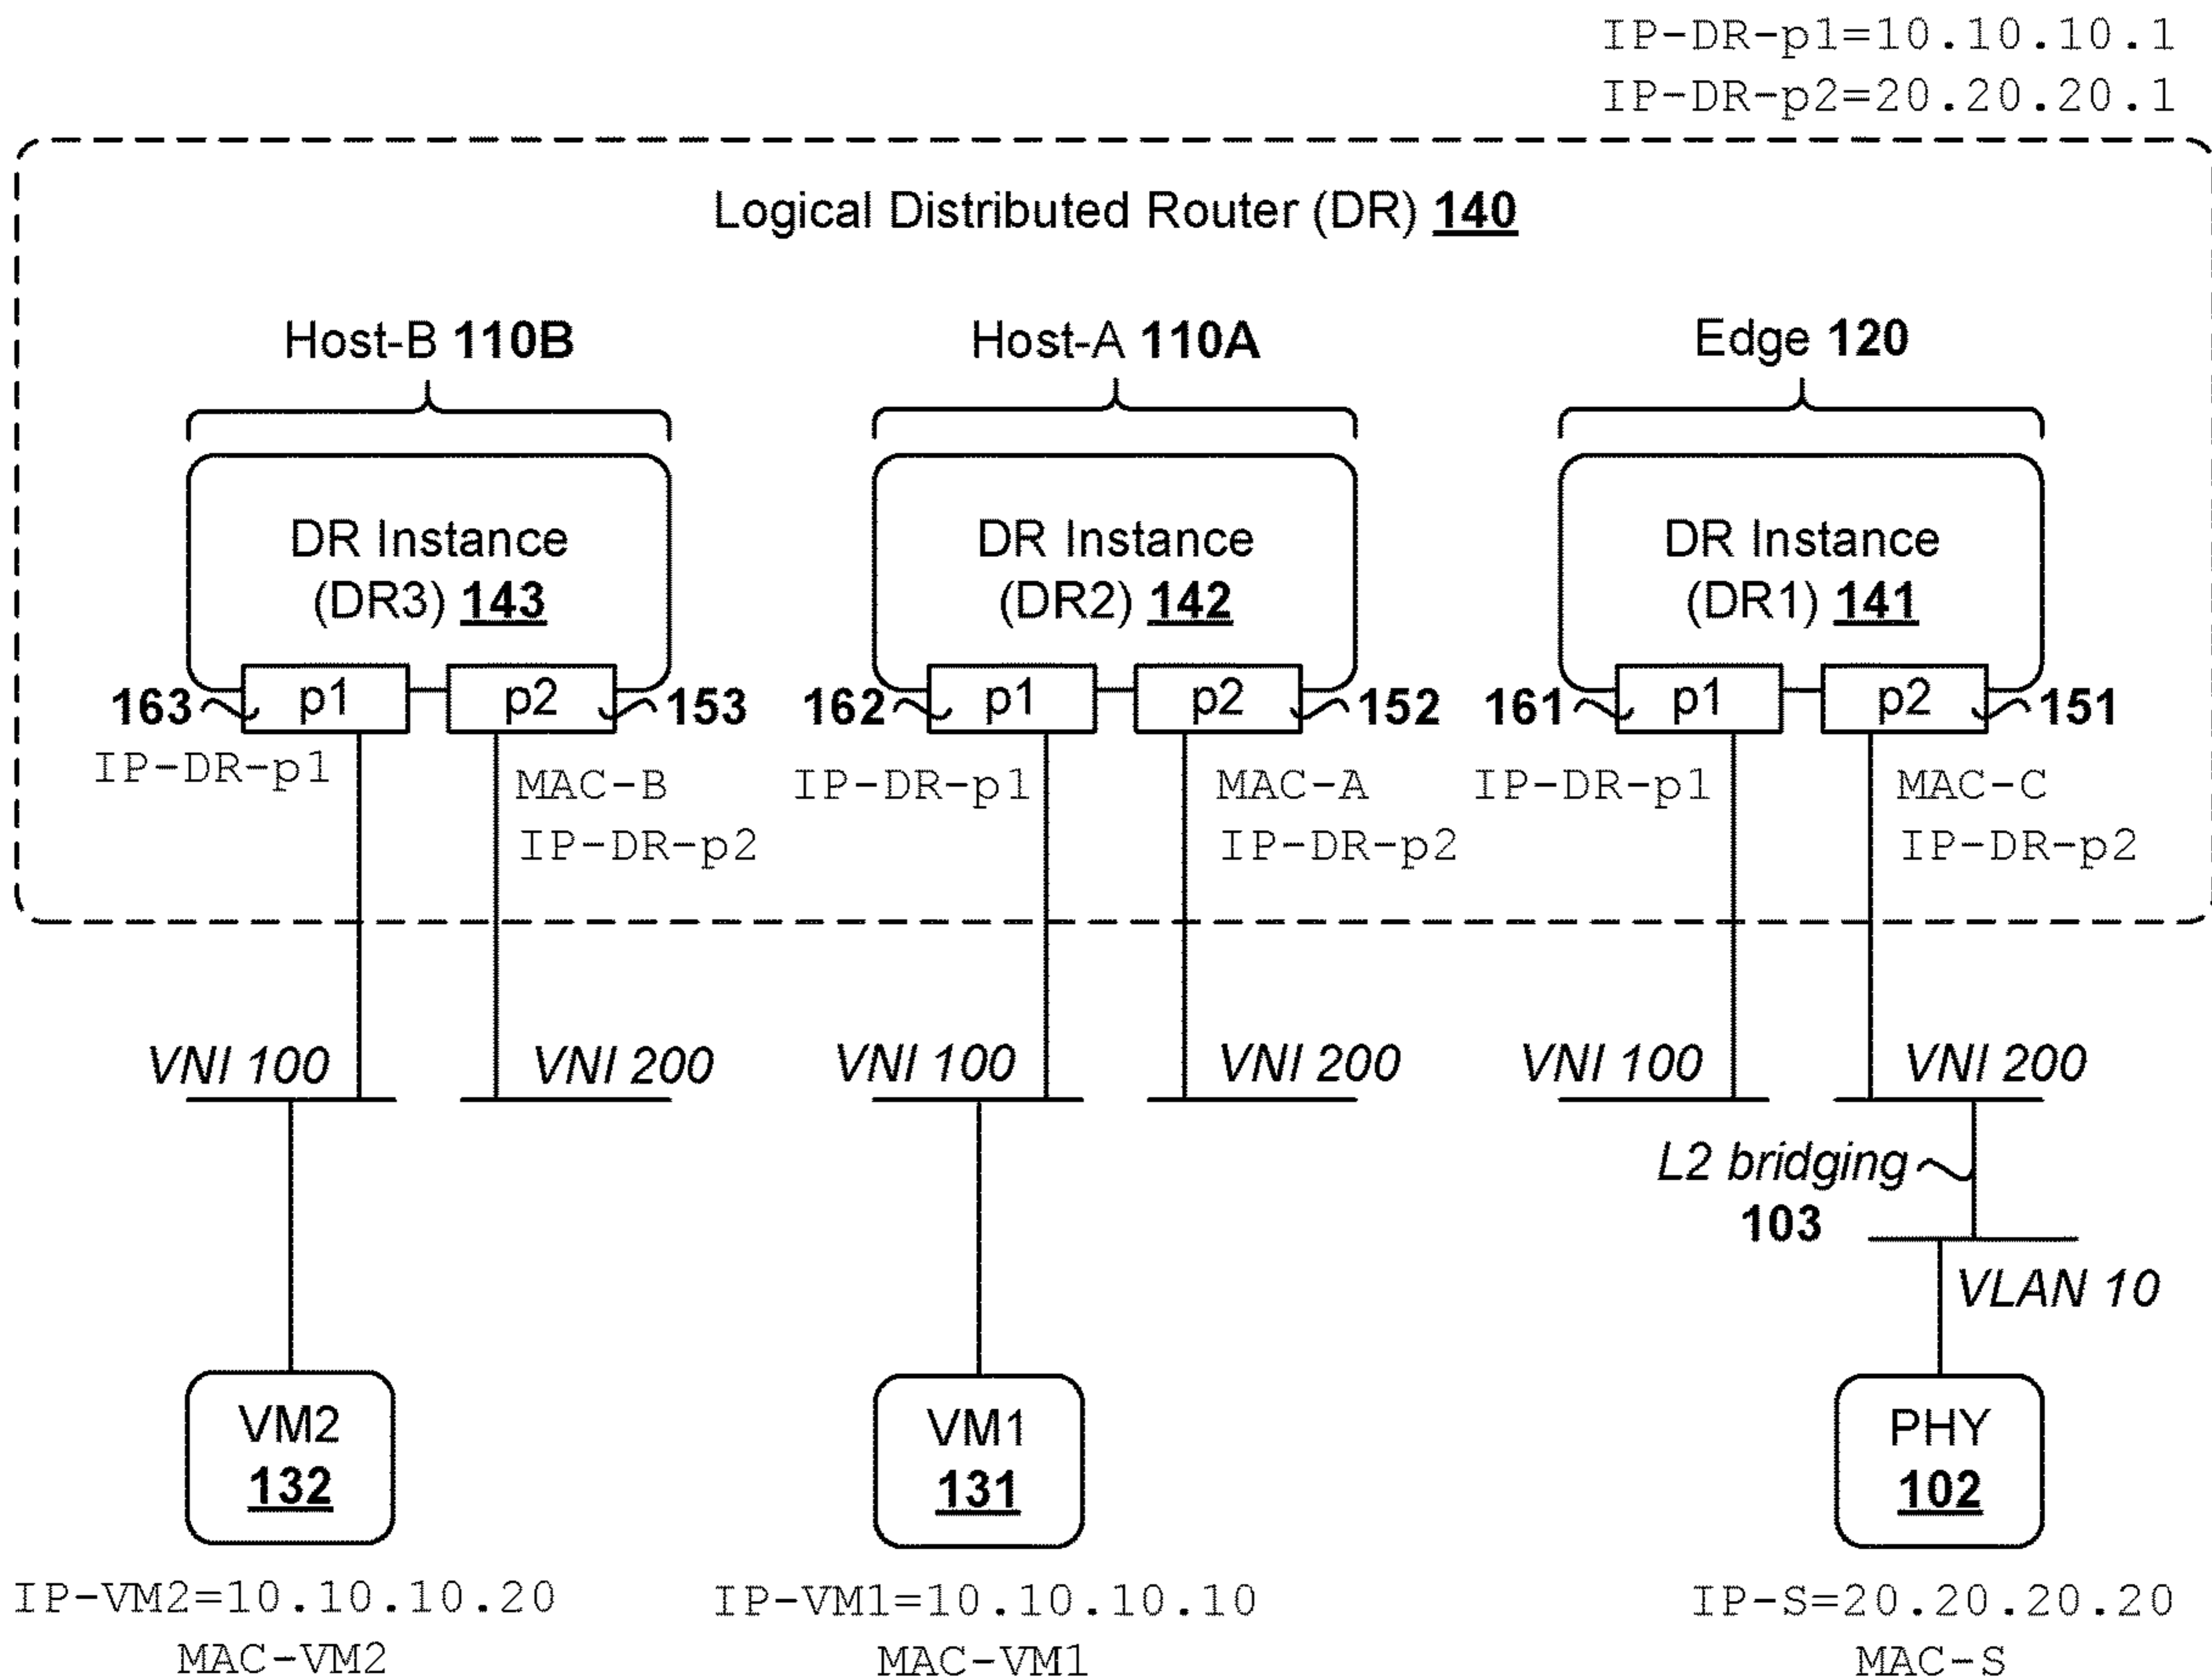 IP-DR-p1=10.10.10.1
IP-DR-p2=20.20.20.1
Logical Distributed Router (DR) 140
Host-B 110B
Host-A 110A
Edge 120
DR Instance
(DR3) 143
DR Instance
(DR2) 142
DR Instance
(DR1) 141
163 p1 p2 153
162 p1 p2 152
161 p1 p2 151
IP-DR-p1
MAC-B
IP-DR-p2
IP-DR-p1
MAC-A
IP-DR-p2
IP-DR-p1
MAC-C
IP-DR-p2
VNI 100
VNI 200
VNI 100
VNI 200
VNI 100
VNI 200
L2 bridging
103
VLAN 10
VM2
132
VM1
131
PHY
102
IP-VM2=10.10.10.20
MAC-VM2
IP-VM1=10.10.10.10
MAC-VM1
IP-S=20.20.20.20
MAC-S